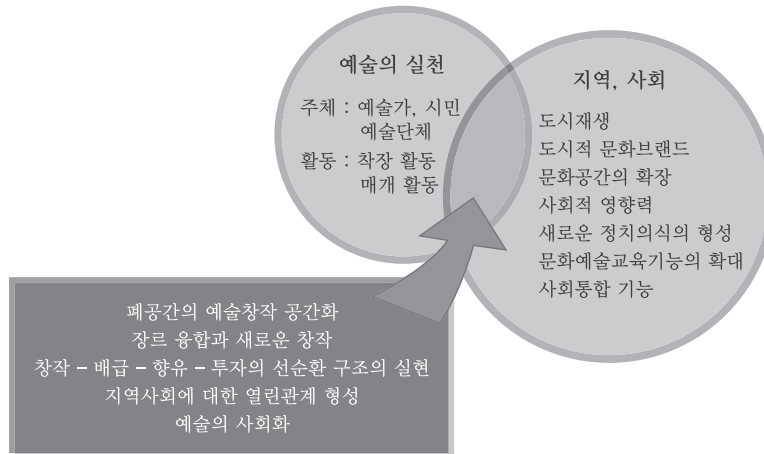 예술의 실천
주체 : 예술가, 시민
예술단체
활동 : 착장 활동
매개 활동
지역, 사회
도시재생
도시적 문화브랜드
문화공간의 확장
사회적 영향력
새로운 정치의식의 형성
문화예술교육기능의 확대
사회통합 기능
폐공간의 예술창작 공간화
장르 융합과 새로운 창작
창작 – 배급 – 향유 – 투자의 선순환 구조의 실현
지역사회에 대한 열린관계 형성
예술의 사회화